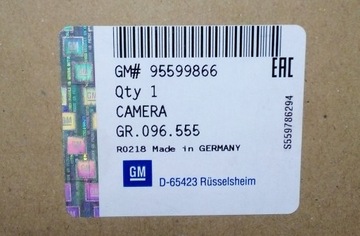 GM# 95599866
EAC
Qty 1
CAMERA
GR.096.555
R0218 Made in GERMANY
GM
D-65423 Rüsselsheim
S559786294